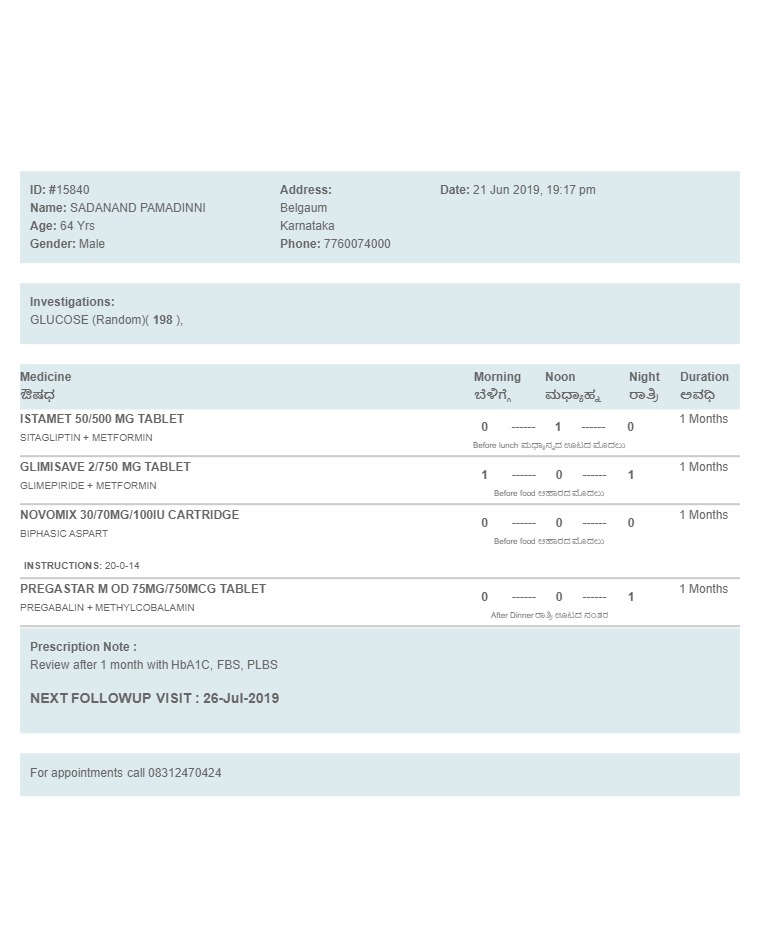 ID: #15840
Name: SADANAND PAMADINNI
Age: 64 Yrs
Gender: Male
Address:
Belgaum
Karnataka
Phone: 7760074000
Date: 21 Jun 2019, 19:17 pm
Investigations:
GLUCOSE (Random)( 198 ),
Medicine Morning Noon Night Duration
ಔಷಧ ಬೆಳಿಗ್ಗೆ ಮಧ್ಯಾಹ್ನ ರಾತ್ರಿ ಅವಧಿ
ISTAMET 50/500 MG TABLET 0 ------ 1 ------ 0 1 Months
SITAGLIPTIN + METFORMIN
Before lunch ಮಧ್ಯಾನ್ನದ ಊಟದ ಮೊದಲು
GLIMISAVE 2/750 MG TABLET 1 ------ 0 ------ 1 1 Months
GLIMEPIRIDE + METFORMIN
Before food ಆಹಾರದ ಮೊದಲು
NOVOMIX 30/70MG/100IU CARTRIDGE 0 ------ 0 ------ 0 1 Months
BIPHASIC ASPART
Before food ಆಹಾರದ ಮೊದಲು
INSTRUCTIONS: 20-0-14
PREGASTAR M OD 75MG/750MCG TABLET 0 ------ 0 ------ 1 1 Months
PREGABALIN + METHYLCOBALAMIN
After Dinner ರಾತ್ರಿ ಊಟದ ನಂತರ
Prescription Note :
Review after 1 month with HbA1C, FBS, PLBS
NEXT FOLLOWUP VISIT : 26-Jul-2019
For appointments call 08312470424